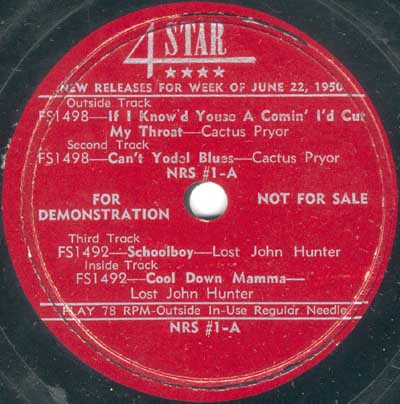 4 STAR
★★★★
NEW RELEASES FOR WEEK OF JUNE 22, 1950
Outside Track
FS1498—If I Know'd Youse A Comin' I'd Cut
My Throat—Cactus Pryor
Second Track
FS1498—Can't Yodel Blues—Cactus Pryor
NRS #1-A
FOR DEMONSTRATION
NOT FOR SALE
Third Track
FS1492—Schoolboy—Lost John Hunter
Inside Track
FS1492—Cool Down Mamma—
Lost John Hunter
PLAY 78 RPM-Outside In-Use Regular Needle
NRS #1-A